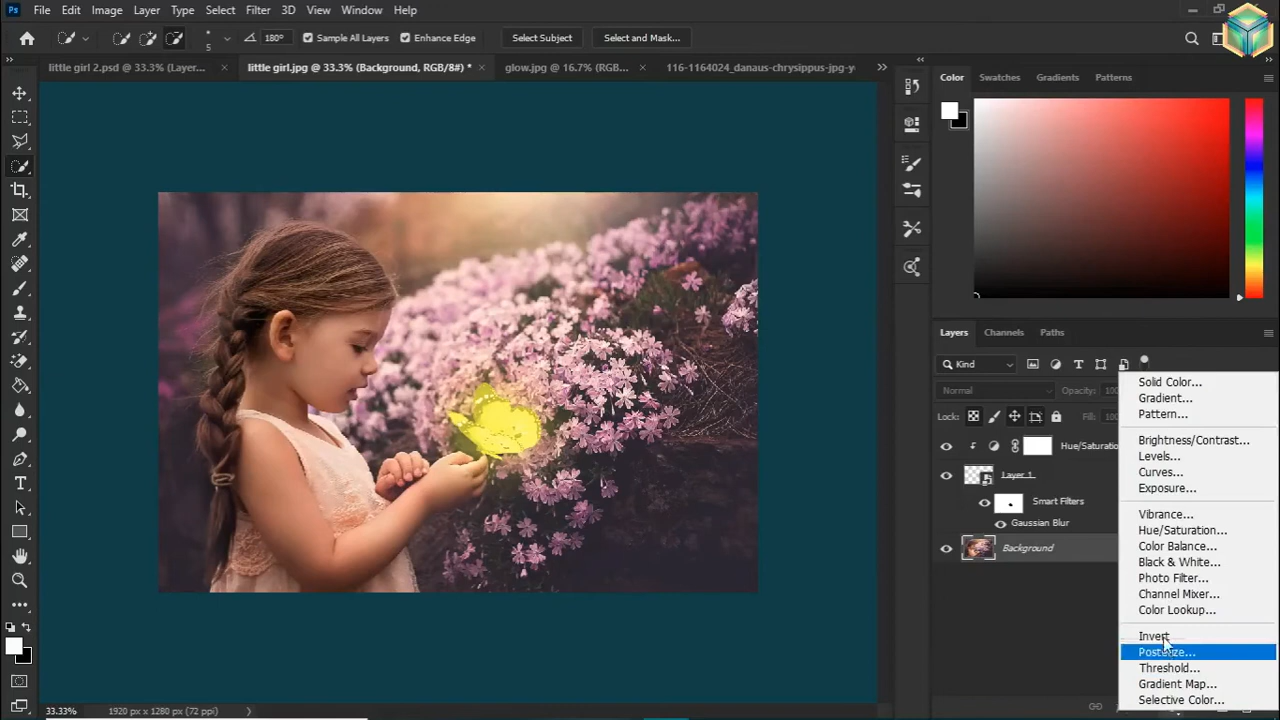 Ps File Edit Image Layer Type Select Filter 3D View Window Help
5 180° Sample All Layers Enhance Edge Select Subject Select and Mask...
little girl 2.psd @ 33.3% (Layer... × little girl.jpg @ 33.3% (Background, RGB/8#) * × glow.jpg @ 16.7% (RGB... × 116-1164024_danaus-chrysippus-jpg-y
Color Swatches Gradients Patterns
Layers Channels Paths
Kind
Normal Opacity: 100
Lock: Fill:
Hue/Saturatio
Layer 1
Smart Filters
Gaussian Blur
Background
Solid Color...
Gradient...
Pattern...
Brightness/Contrast...
Levels...
Curves...
Exposure...
Vibrance...
Hue/Saturation...
Color Balance...
Black & White...
Photo Filter...
Channel Mixer...
Color Lookup...
Invert
Posterize...
Threshold...
Gradient Map...
Selective Color...
33.33% 1920 px x 1280 px (72 ppi)